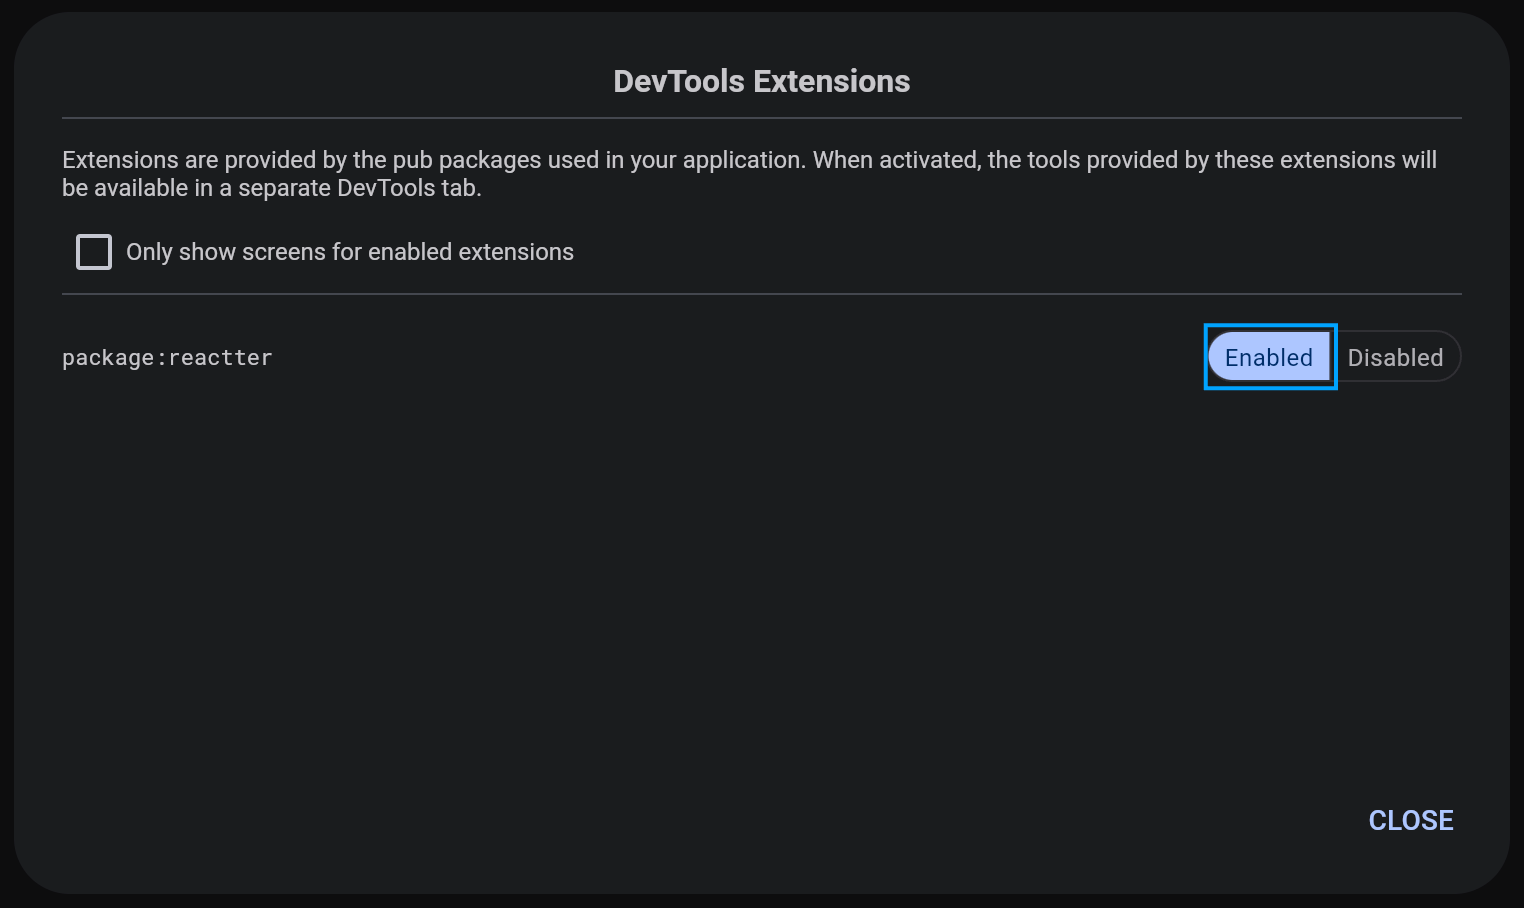 DevTools Extensions
Extensions are provided by the pub packages used in your application. When activated, the tools provided by these extensions will
be available in a separate DevTools tab.
Only show screens for enabled extensions
package:reactter
Enabled
Disabled
CLOSE